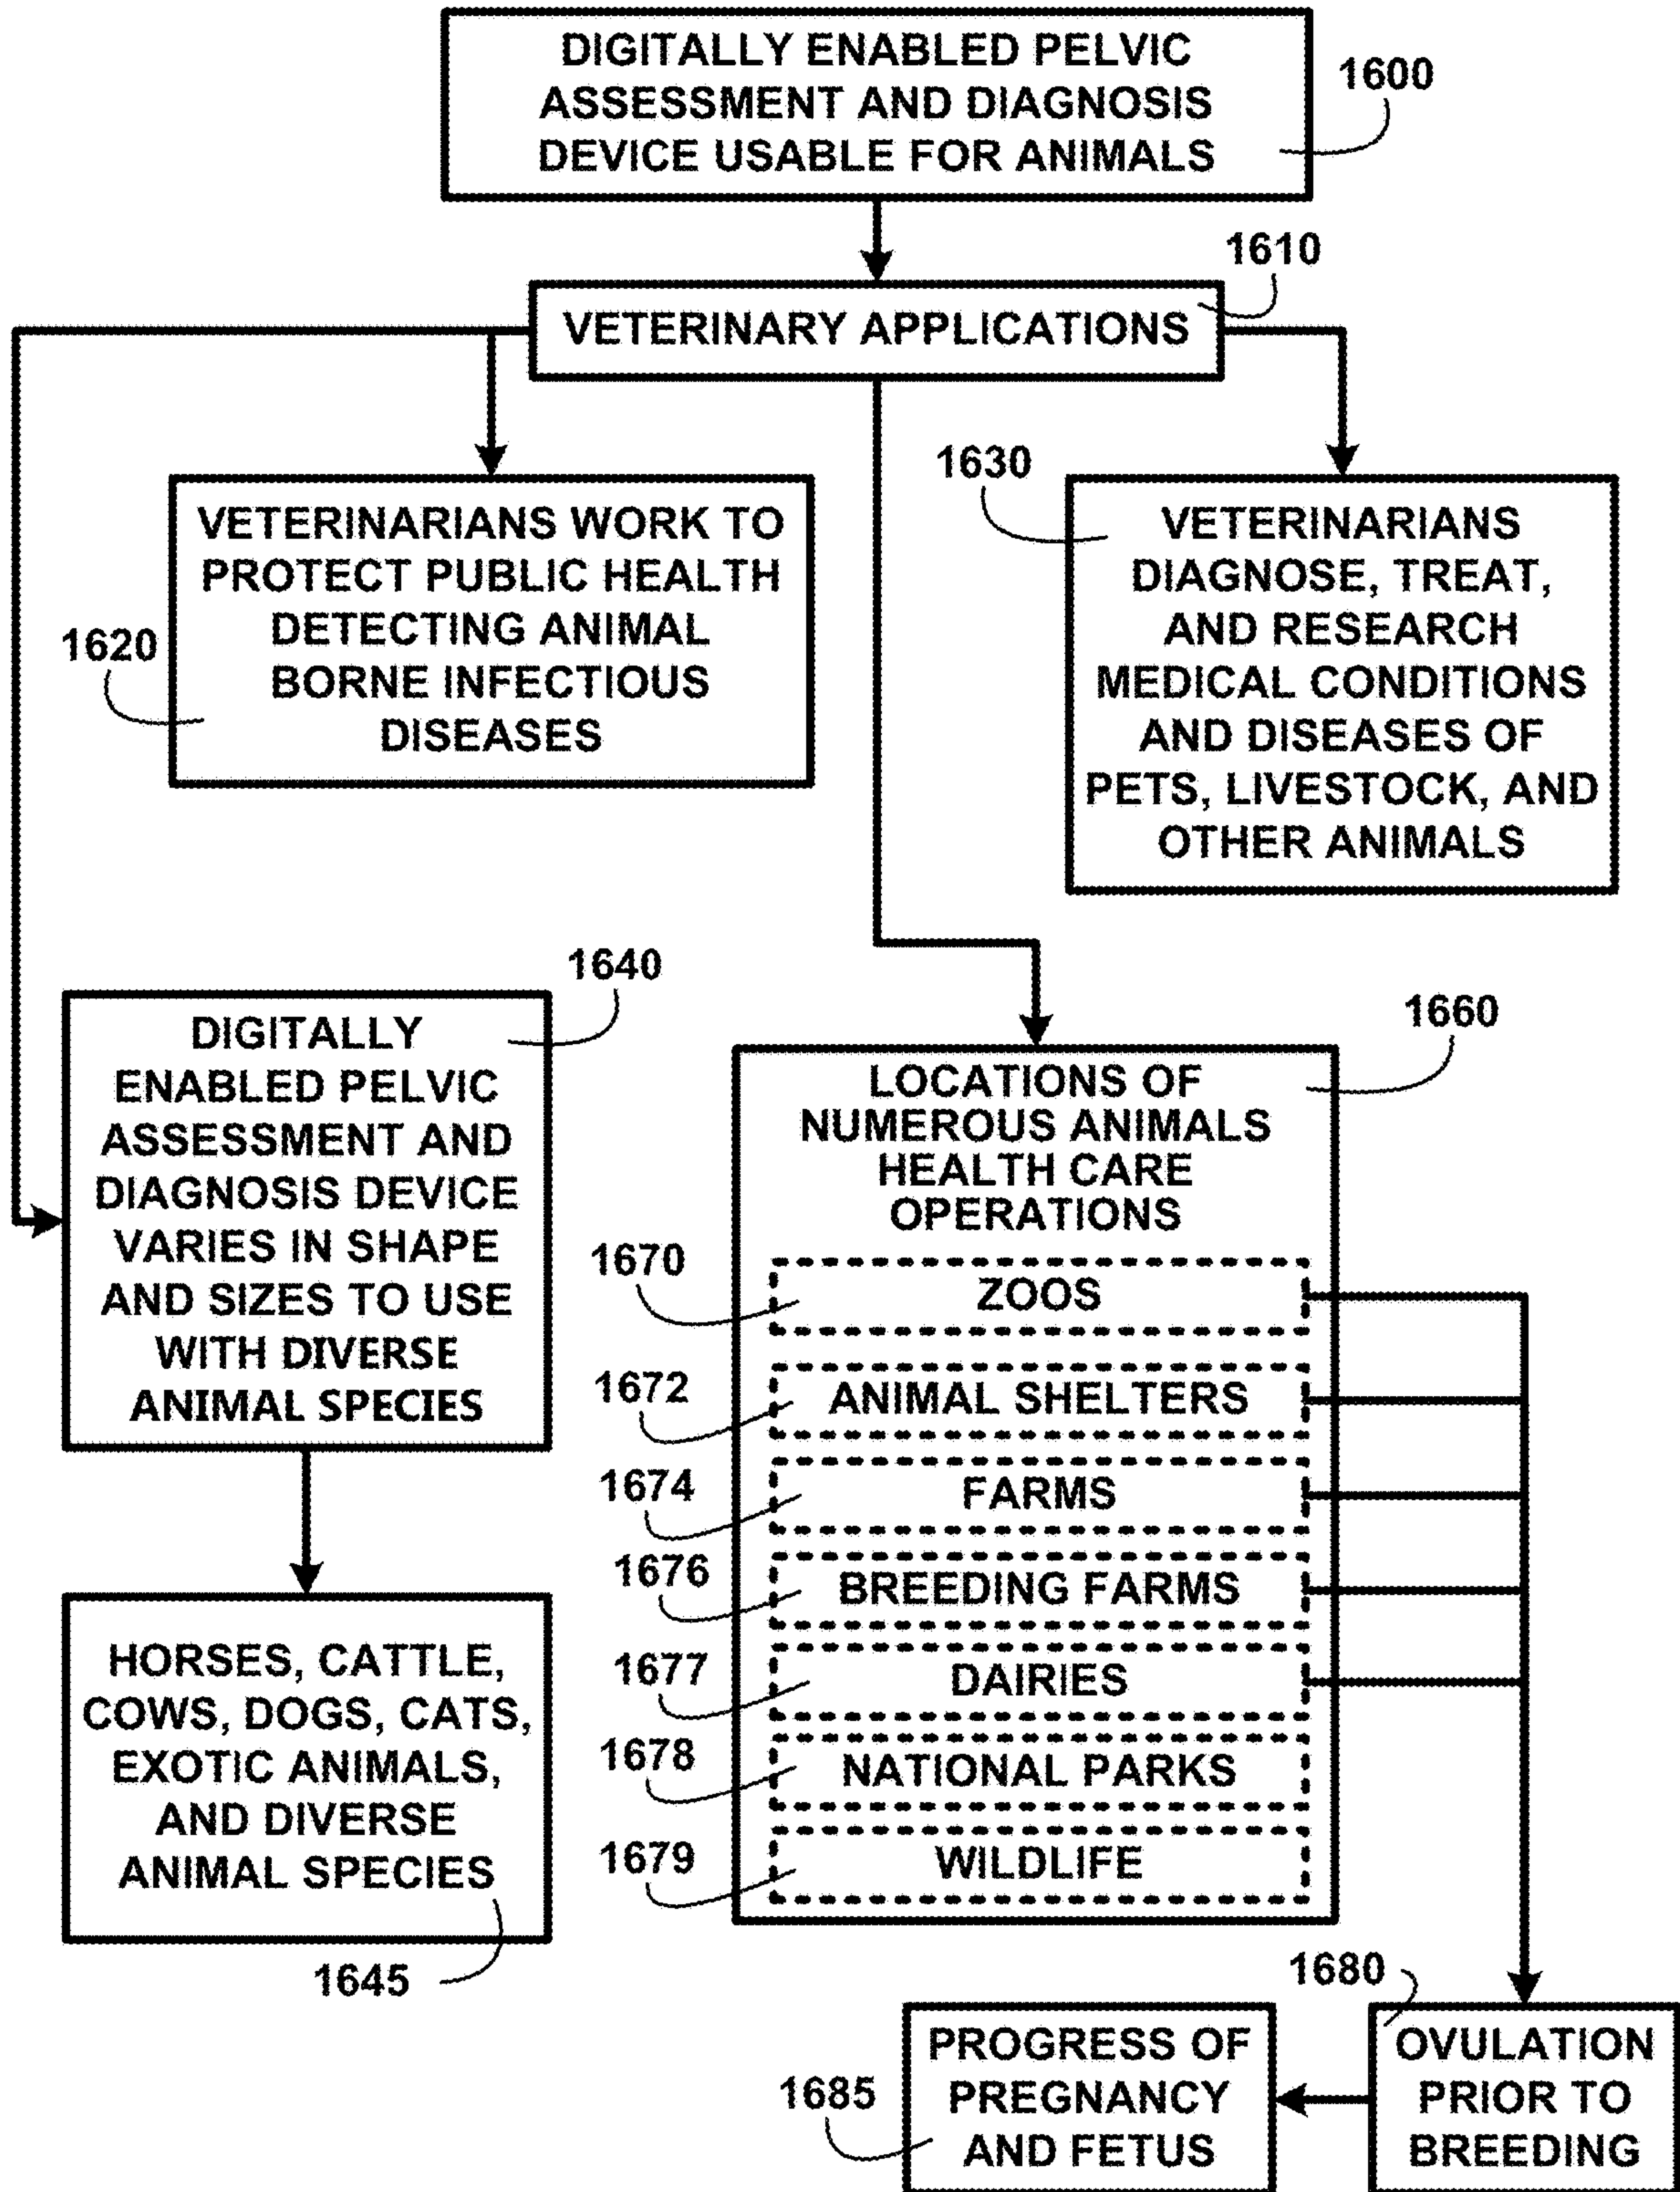 DIGITALLY ENABLED PELVIC
ASSESSMENT AND DIAGNOSIS
DEVICE USABLE FOR ANIMALS
1600
1610
VETERINARY APPLICATIONS
1620
VETERINARIANS WORK TO
PROTECT PUBLIC HEALTH
DETECTING ANIMAL
BORNE INFECTIOUS
DISEASES
1630
VETERINARIANS
DIAGNOSE, TREAT,
AND RESEARCH
MEDICAL CONDITIONS
AND DISEASES OF
PETS, LIVESTOCK, AND
OTHER ANIMALS
1640
DIGITALLY
ENABLED PELVIC
ASSESSMENT AND
DIAGNOSIS DEVICE
VARIES IN SHAPE
AND SIZES TO USE
WITH DIVERSE
ANIMAL SPECIES
HORSES, CATTLE,
COWS, DOGS, CATS,
EXOTIC ANIMALS,
AND DIVERSE
ANIMAL SPECIES
1645
1660
LOCATIONS OF
NUMEROUS ANIMALS
HEALTH CARE
OPERATIONS
1670
ZOOS
1672
ANIMAL SHELTERS
1674
FARMS
1676
BREEDING FARMS
1677
DAIRIES
1678
NATIONAL PARKS
1679
WILDLIFE
1680
OVULATION
PRIOR TO
BREEDING
1685
PROGRESS OF
PREGNANCY
AND FETUS